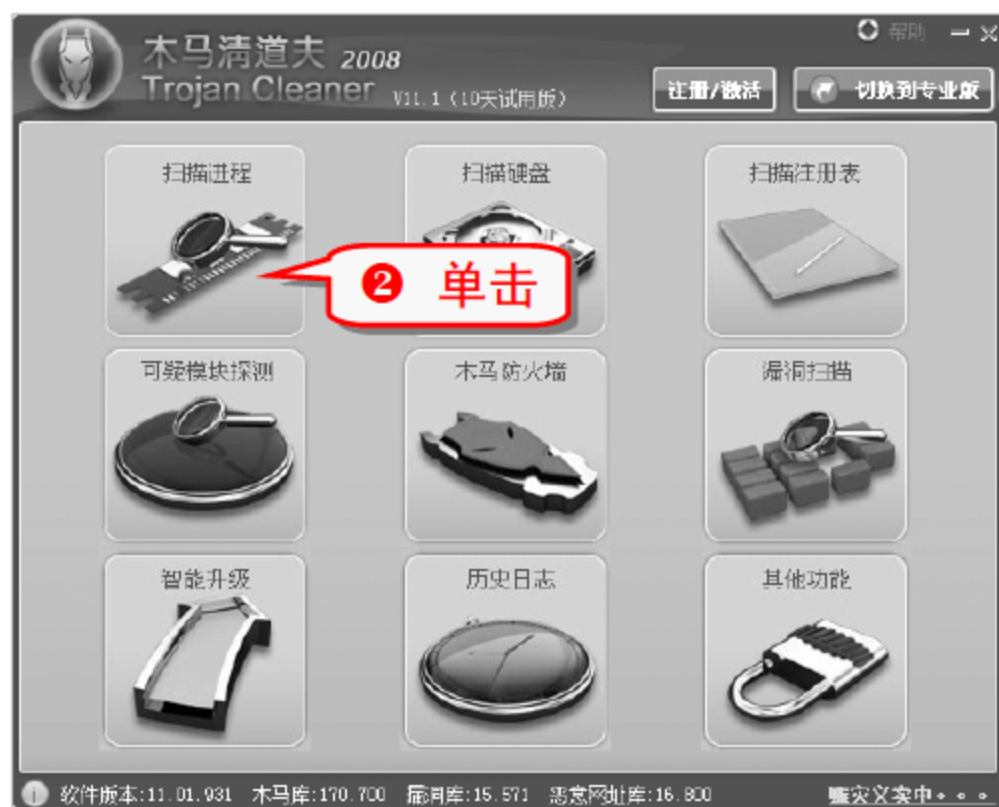 木马清道夫 2008
帮助
Trojan Cleaner V11.1(10天试用版)
注册/激活
切换到专业版
扫描进程
扫描硬盘
扫描注册表
❷ 单击
可疑模块探测
木马防火墙
漏洞扫描
智能升级
历史日志
其他功能
软件版本:11.01.931 木马库:170.700 漏洞库:15.571 恶意网址库:16.800